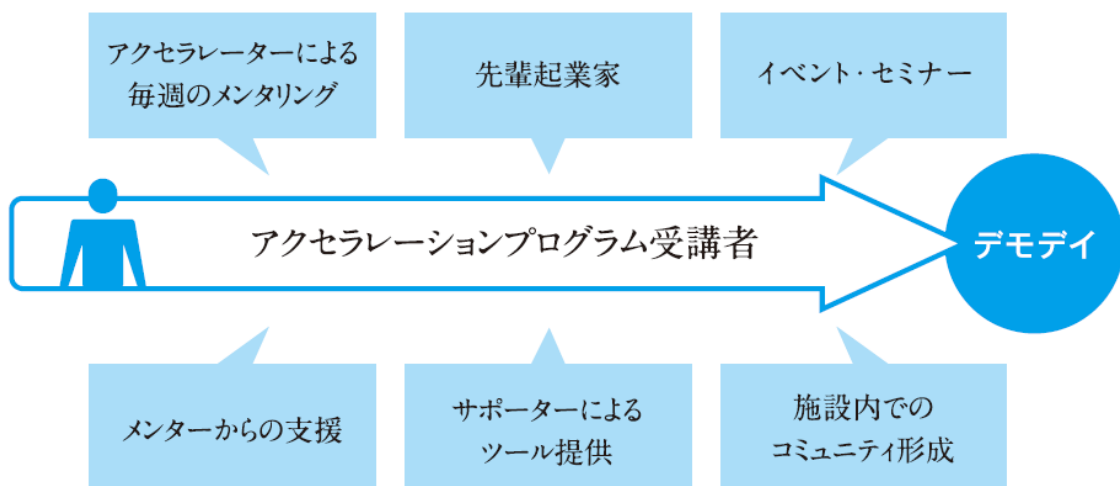 アクセラレーターによる
毎週のメンタリング
先輩起業家
イベント・セミナー
アクセラレーションプログラム受講者
デモデイ
メンターからの支援
サポーターによる
ツール提供
施設内での
コミュニティ形成